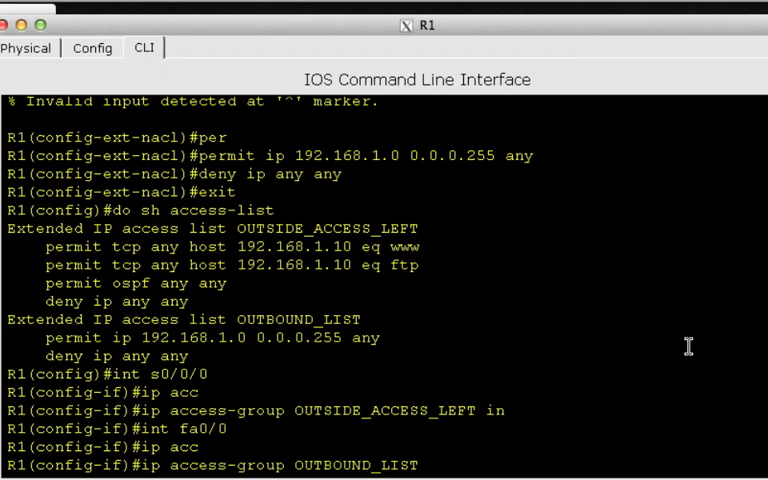 R1
Physical Config CLI
IOS Command Line Interface
% Invalid input detected at '^' marker.
R1(config-ext-nacl)#per
R1(config-ext-nacl)#permit ip 192.168.1.0 0.0.0.255 any
R1(config-ext-nacl)#deny ip any any
R1(config-ext-nacl)#exit
R1(config)#do sh access-list
Extended IP access list OUTSIDE_ACCESS_LEFT
    permit tcp any host 192.168.1.10 eq www
    permit tcp any host 192.168.1.10 eq ftp
    permit ospf any any
    deny ip any any
Extended IP access list OUTBOUND_LIST
    permit ip 192.168.1.0 0.0.0.255 any
    deny ip any any
R1(config)#int s0/0/0
R1(config-if)#ip acc
R1(config-if)#ip access-group OUTSIDE_ACCESS_LEFT in
R1(config-if)#int fa0/0
R1(config-if)#ip acc
R1(config-if)#ip access-group OUTBOUND_LIST